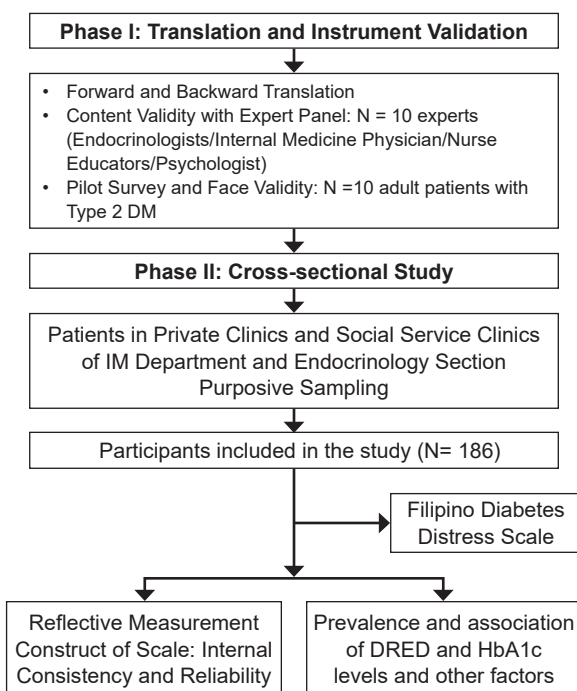 Phase I: Translation and Instrument Validation
• Forward and Backward Translation
• Content Validity with Expert Panel: N = 10 experts
(Endocrinologists/Internal Medicine Physician/Nurse
Educators/Psychologist)
• Pilot Survey and Face Validity: N =10 adult patients with
Type 2 DM
Phase II: Cross-sectional Study
Patients in Private Clinics and Social Service Clinics
of IM Department and Endocrinology Section
Purposive Sampling
Participants included in the study (N= 186)
Filipino Diabetes
Distress Scale
Reflective Measurement
Construct of Scale: Internal
Consistency and Reliability
Prevalence and association
of DRED and HbA1c
levels and other factors